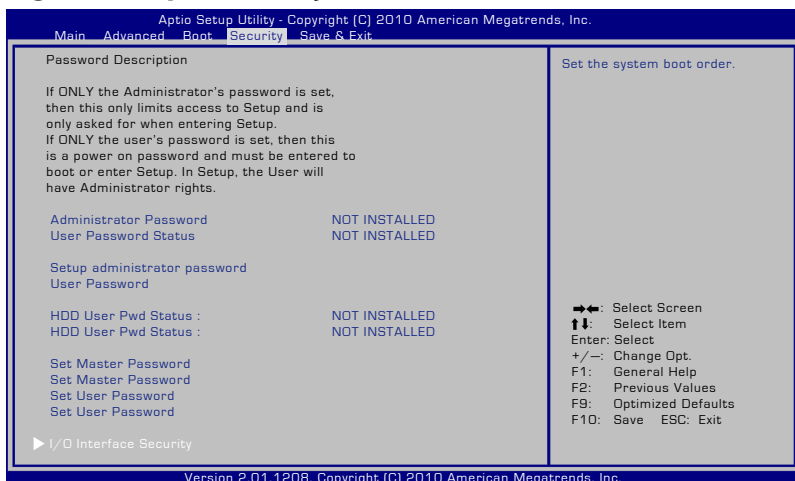 Aptio Setup Utility - Copyright (C) 2010 American Megatrends, Inc.
Main Advanced Boot Security Save & Exit
Password Description
If ONLY the Administrator's password is set,
then this only limits access to Setup and is
only asked for when entering Setup.
If ONLY the user's password is set, then this
is a power on password and must be entered to
boot or enter Setup. In Setup, the User will
have Administrator rights.
Administrator Password NOT INSTALLED
User Password Status NOT INSTALLED
Setup administrator password
User Password
HDD User Pwd Status : NOT INSTALLED
HDD User Pwd Status : NOT INSTALLED
Set Master Password
Set Master Password
Set User Password
Set User Password
I/O Interface Security
Set the system boot order.
→←: Select Screen
↑↓: Select Item
Enter: Select
+/—: Change Opt.
F1: General Help
F2: Previous Values
F9: Optimized Defaults
F10: Save ESC: Exit
Version 2.01.1208. Copyright (C) 2010 American Megatrends, Inc.